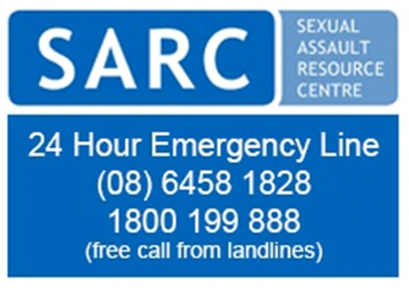 SARC
SEXUAL
ASSAULT
RESOURCE
CENTRE
24 Hour Emergency Line
(08) 6458 1828
1800 199 888
(free call from landlines)